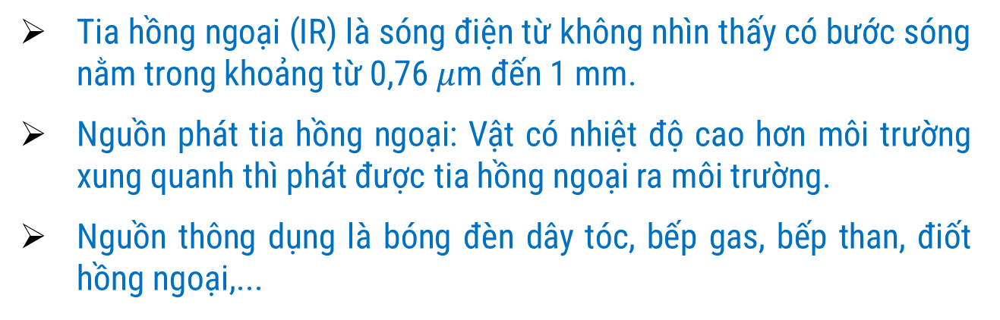 ➢ Tia hồng ngoại (IR) là sóng điện từ không nhìn thấy có bước sóng
nằm trong khoảng từ 0,76 𝜇m đến 1 mm.
➢ Nguồn phát tia hồng ngoại: Vật có nhiệt độ cao hơn môi trường
xung quanh thì phát được tia hồng ngoại ra môi trường.
➢ Nguồn thông dụng là bóng đèn dây tóc, bếp gas, bếp than, điốt
hồng ngoại,...